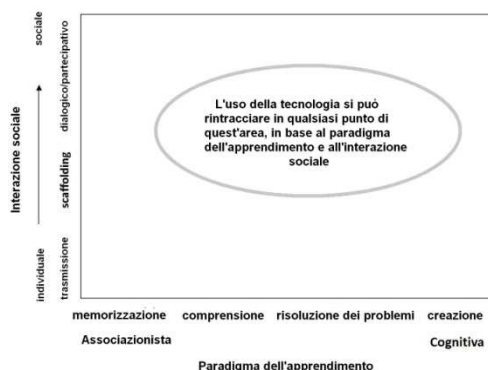 sociale
dialogico/partecipativo
Interazione sociale
scaffolding
individuale
trasmissione
L'uso della tecnologia si può
rintracciare in qualsiasi punto di
quest'area, in base al paradigma
dell'apprendimento e all'interazione
sociale
memorizzazione comprensione risoluzione dei problemi creazione
Associazionista Cognitiva
Paradigma dell'apprendimento